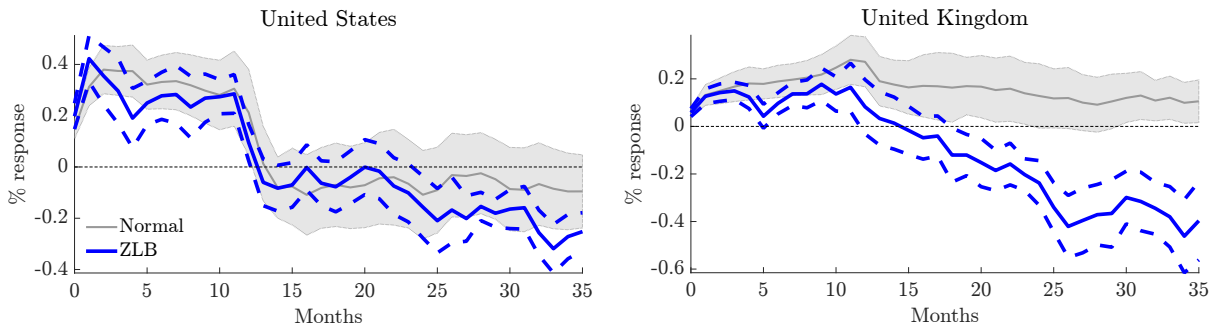 United States
% response
0.4
0.2
0
-0.2
-0.4
Normal
ZLB
0 5 10 15 20 25 30 35
Months
United Kingdom
% response
0.2
0
-0.2
-0.4
-0.6
0 5 10 15 20 25 30 35
Months